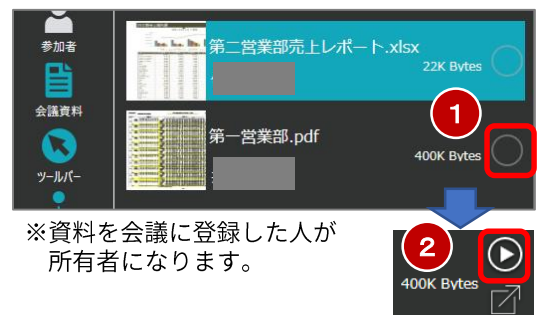 参加者
会議資料
ツールバー
第二営業部売上レポート.xlsx
22K Bytes
1
第一営業部.pdf
400K Bytes
※資料を会議に登録した人が
所有者になります。
2
400K Bytes